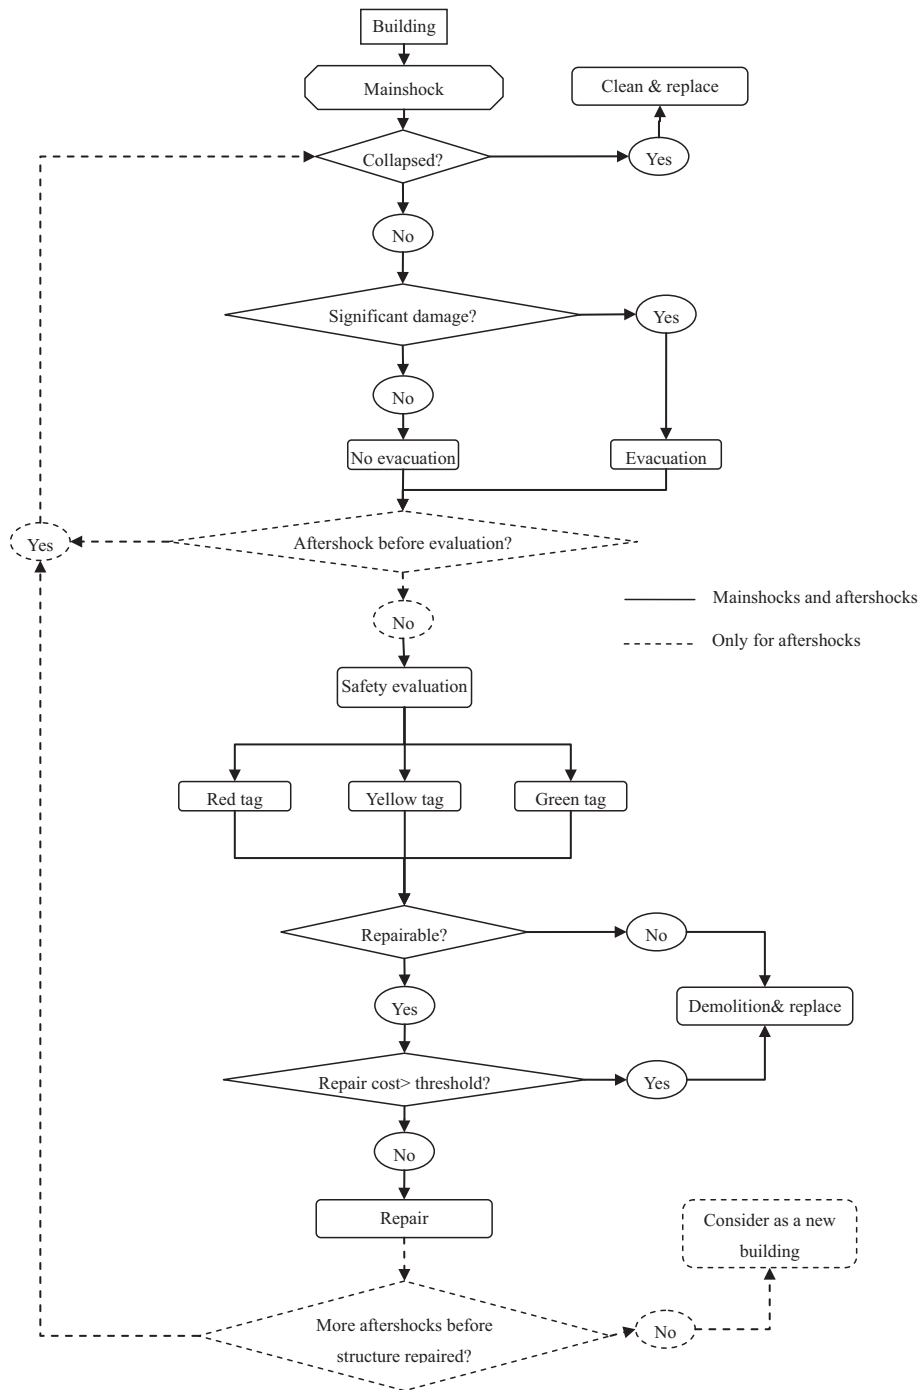 Building
Mainshock
Clean & replace
Collapsed?
Yes
No
Significant damage?
Yes
No
No evacuation
Evacuation
Aftershock before evaluation?
Yes
No
Mainshocks and aftershocks
Only for aftershocks
Safety evaluation
Red tag
Yellow tag
Green tag
Repairable?
No
Yes
Demolition& replace
Repair cost> threshold?
Yes
No
Repair
Consider as a new
building
More aftershocks before
structure repaired?
No